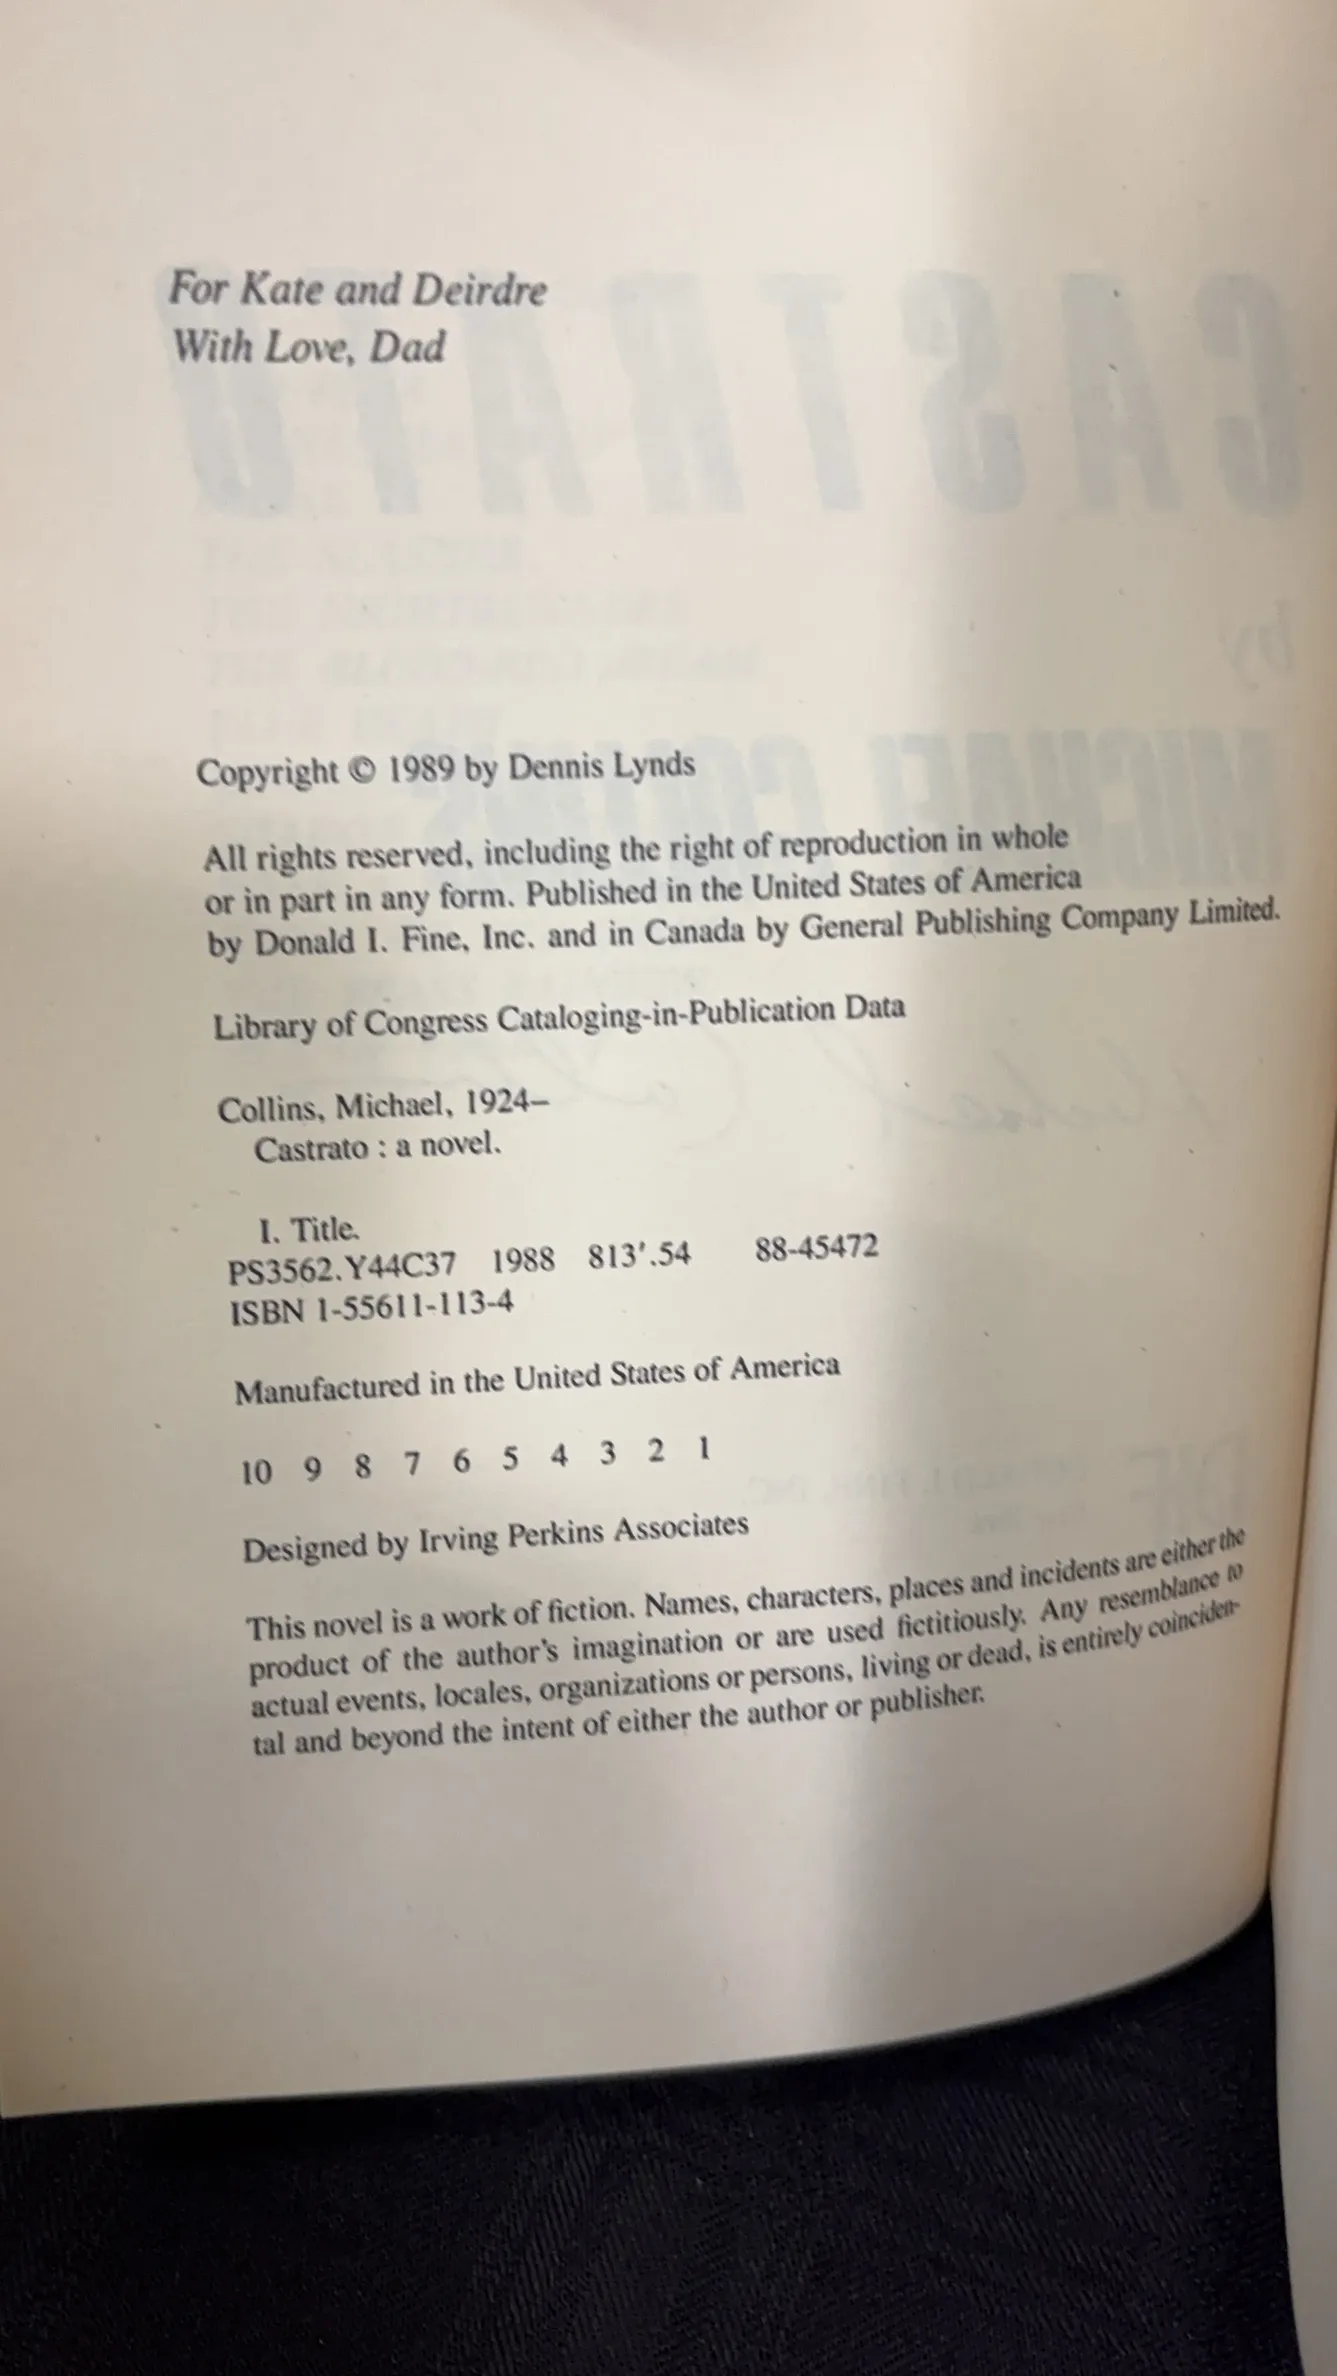 For Kate and Deirdre
With Love, Dad
Copyright © 1989 by Dennis Lynds
All rights reserved, including the right of reproduction in whole
or in part in any form. Published in the United States of America
by Donald I. Fine, Inc. and in Canada by General Publishing Company Limited.
Library of Congress Cataloging-in-Publication Data
Collins, Michael, 1924–
Castrato : a novel.
I. Title.
PS3562.Y44C37 1988 813′.54 88-45472
ISBN 1-55611-113-4
Manufactured in the United States of America
10 9 8 7 6 5 4 3 2 1
Designed by Irving Perkins Associates
This novel is a work of fiction. Names, characters, places and incidents are either the
product of the author's imagination or are used fictitiously. Any resemblance to
actual events, locales, organizations or persons, living or dead, is entirely coinciden-
tal and beyond the intent of either the author or publisher.